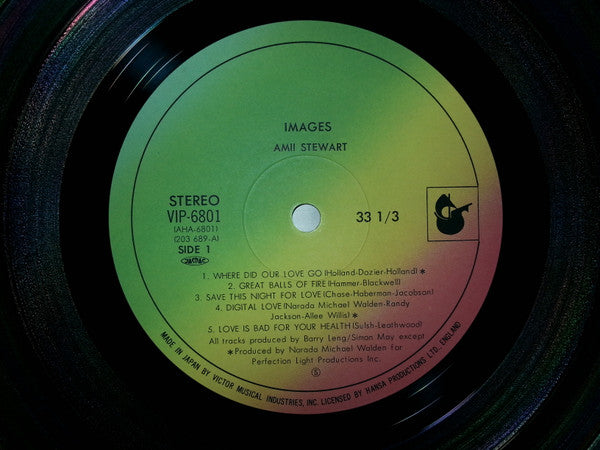 IMAGES
AMII STEWART
STEREO
VIP-6801
(AHA-6801)
(203 689-A)
SIDE 1
33 1/3
1. WHERE DID OUR LOVE GO (Holland-Dozier-Holland)*
2. GREAT BALLS OF FIRE (Hammer-Blackwell)
3. SAVE THIS NIGHT FOR LOVE (Chase-Haberman-Jacobson)
4. DIGITAL LOVE (Narada Michael Walden-Randy
Jackson-Allee Willis)*
5. LOVE IS BAD FOR YOUR HEALTH (Sulsh-Leathwood)
All tracks produced by Barry Leng/Simon May except
*Produced by Narada Michael Walden for
Perfection Light Productions Inc.
MADE IN JAPAN BY VICTOR MUSICAL INDUSTRIES, INC. LICENSED BY HANSA PRODUCTIONS LTD., ENGLAND